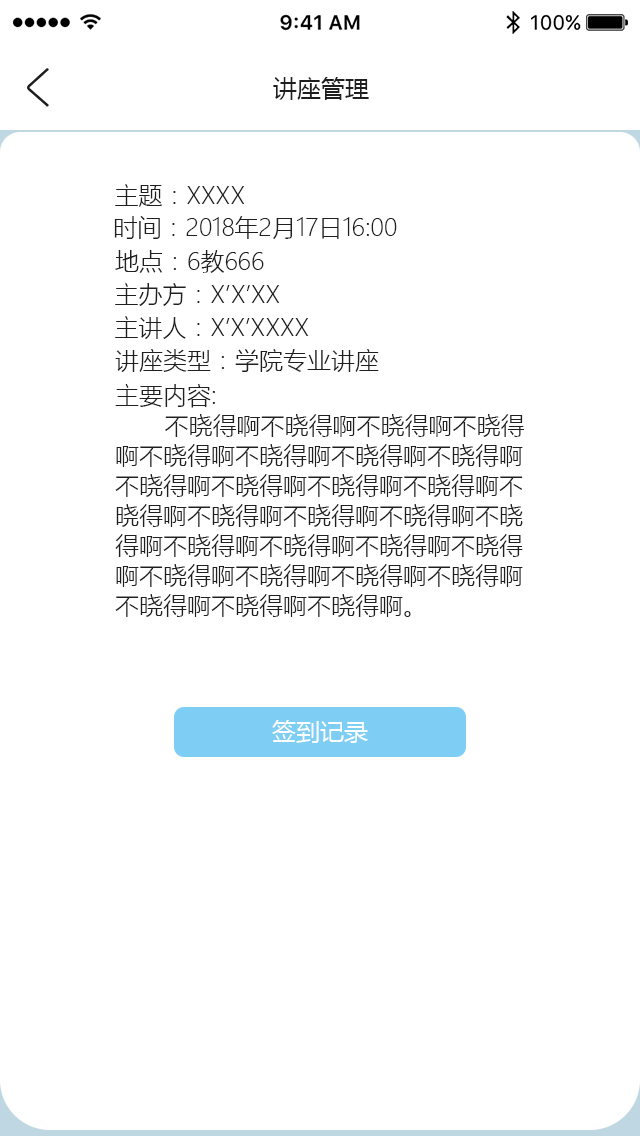 9:41 AM 100%
讲座管理
主题：XXXX
时间：2018年2月17日16:00
地点：6教666
主办方：X'X'XX
主讲人：X'X'XXXX
讲座类型：学院专业讲座
主要内容:
不晓得啊不晓得啊不晓得啊不晓得
啊不晓得啊不晓得啊不晓得啊不晓得啊
不晓得啊不晓得啊不晓得啊不晓得啊不
晓得啊不晓得啊不晓得啊不晓得啊不晓
得啊不晓得啊不晓得啊不晓得啊不晓得
啊不晓得啊不晓得啊不晓得啊不晓得啊
不晓得啊不晓得啊不晓得啊。
签到记录